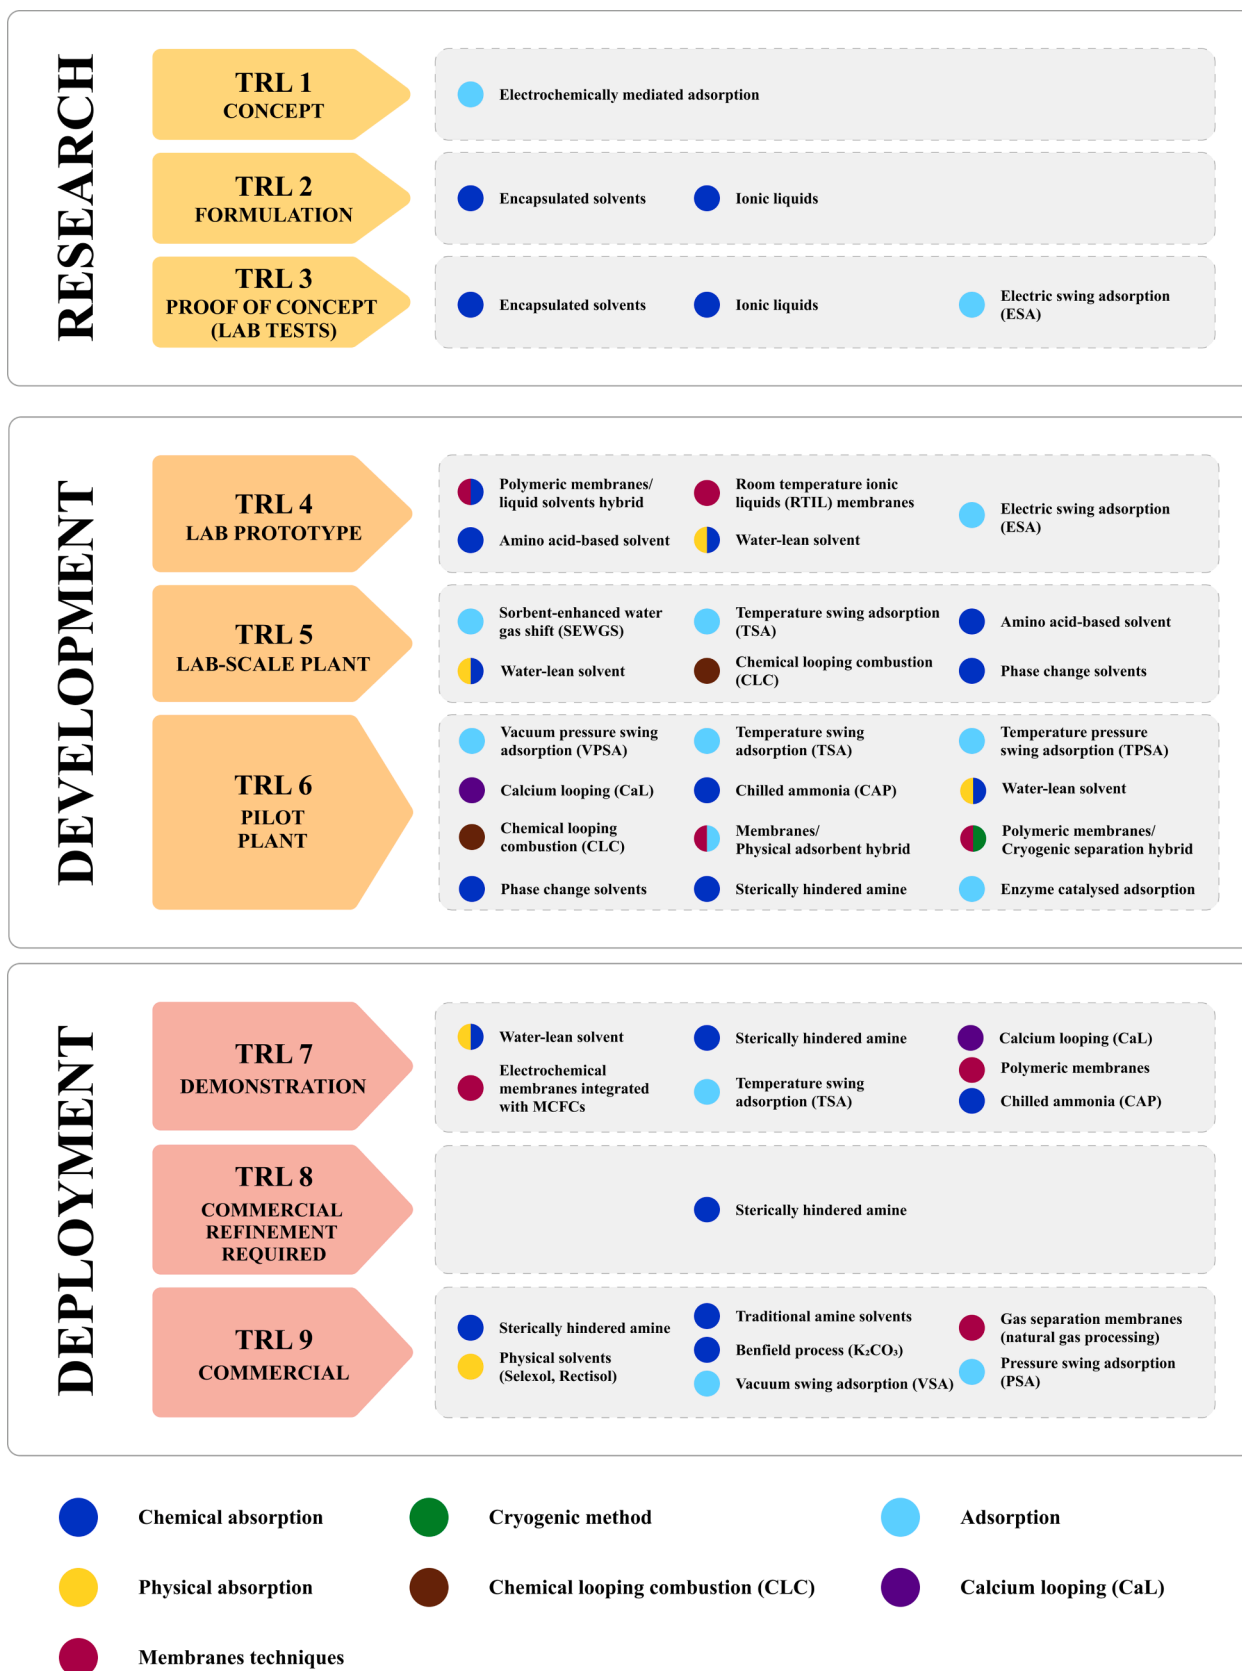 RESEARCH
TRL 1
CONCEPT
Electrochemically mediated adsorption
TRL 2
FORMULATION
Encapsulated solvents
Ionic liquids
TRL 3
PROOF OF CONCEPT
(LAB TESTS)
Encapsulated solvents
Ionic liquids
Electric swing adsorption
(ESA)
DEVELOPMENT
TRL 4
LAB PROTOTYPE
Polymeric membranes/
liquid solvents hybrid
Room temperature ionic
liquids (RTIL) membranes
Electric swing adsorption
(ESA)
Amino acid-based solvent
Water-lean solvent
TRL 5
LAB-SCALE PLANT
Sorbent-enhanced water
gas shift (SEWGS)
Temperature swing adsorption
(TSA)
Amino acid-based solvent
Water-lean solvent
Chemical looping combustion
(CLC)
Phase change solvents
TRL 6
PILOT
PLANT
Vacuum pressure swing
adsorption (VPSA)
Temperature swing
adsorption (TSA)
Temperature pressure
swing adsorption (TPSA)
Calcium looping (CaL)
Chilled ammonia (CAP)
Water-lean solvent
Chemical looping
combustion (CLC)
Membranes/
Physical adsorbent hybrid
Polymeric membranes/
Cryogenic separation hybrid
Phase change solvents
Sterically hindered amine
Enzyme catalysed adsorption
DEPLOYMENT
TRL 7
DEMONSTRATION
Water-lean solvent
Sterically hindered amine
Calcium looping (CaL)
Electrochemical
membranes integrated
with MCFCs
Temperature swing
adsorption (TSA)
Polymeric membranes
Chilled ammonia (CAP)
TRL 8
COMMERCIAL
REFINEMENT
REQUIRED
Sterically hindered amine
TRL 9
COMMERCIAL
Sterically hindered amine
Physical solvents
(Selexol, Rectisol)
Traditional amine solvents
Benfield process (K₂CO₃)
Vacuum swing adsorption (VSA)
Gas separation membranes
(natural gas processing)
Pressure swing adsorption
(PSA)
Chemical absorption
Cryogenic method
Adsorption
Physical absorption
Chemical looping combustion (CLC)
Calcium looping (CaL)
Membranes techniques